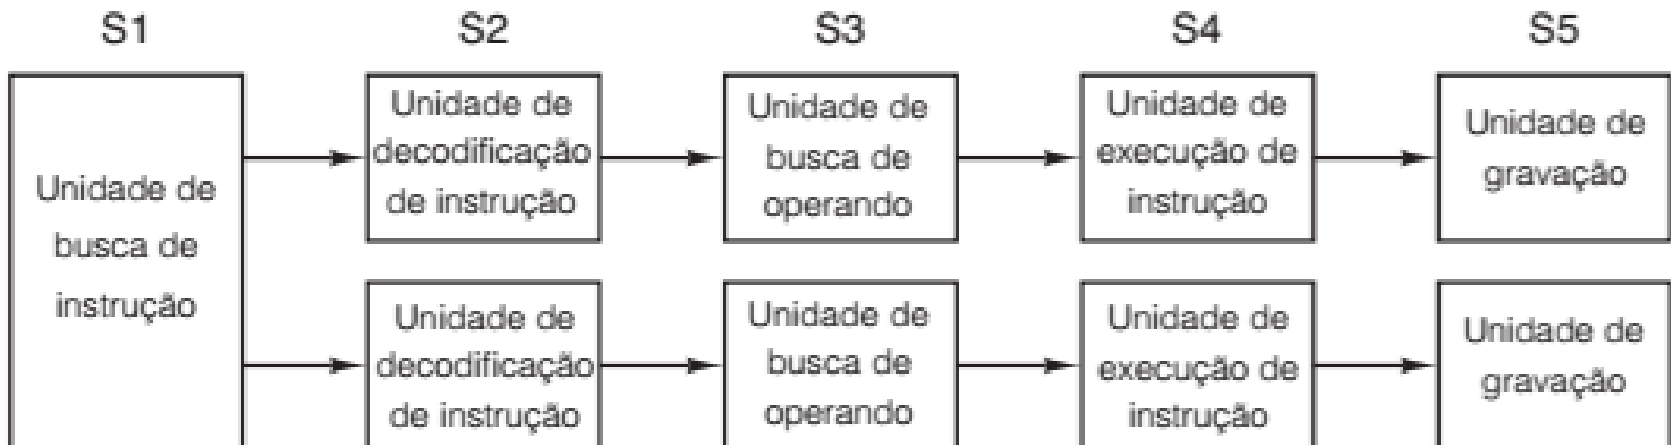 S1
S2
S3
S4
S5
Unidade de
busca de
instrução
Unidade de
decodificação
de instrução
Unidade de
busca de
operando
Unidade de
execução de
instrução
Unidade de
gravação
Unidade de
decodificação
de instrução
Unidade de
busca de
operando
Unidade de
execução de
instrução
Unidade de
gravação